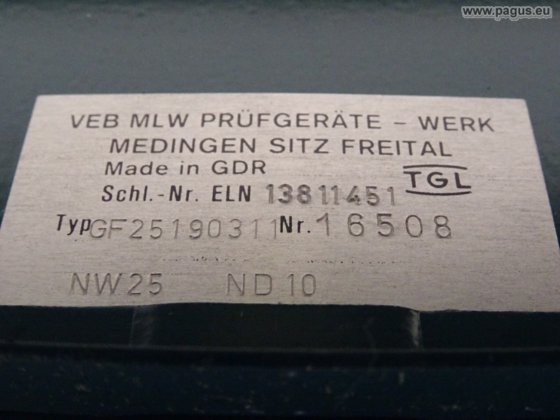 www.pagus.eu
VEB MLW PRÜFGERÄTE – WERK
MEDINGEN SITZ FREITAL
Made in GDR
TGL
Schl.-Nr. ELN 13811451
Typ GF25190311 Nr. 16508
NW25 ND10